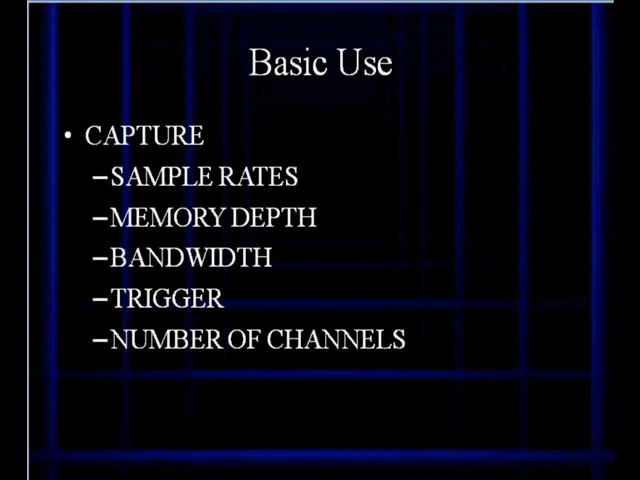 Basic Use
• CAPTURE
–SAMPLE RATES
–MEMORY DEPTH
–BANDWIDTH
–TRIGGER
–NUMBER OF CHANNELS